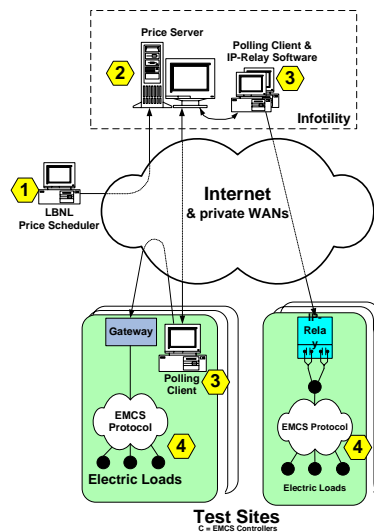 Price Server
Polling Client &
IP-Relay Software
2
3
Infotility
1
LBNL
Price Scheduler
Internet
& private WANs
Gateway
Polling
Client
3
EMCS
Protocol
4
Electric Loads
IP-
Rela
y
EMCS Protocol
4
Electric Loads
Test Sites
C = EMCS Controllers